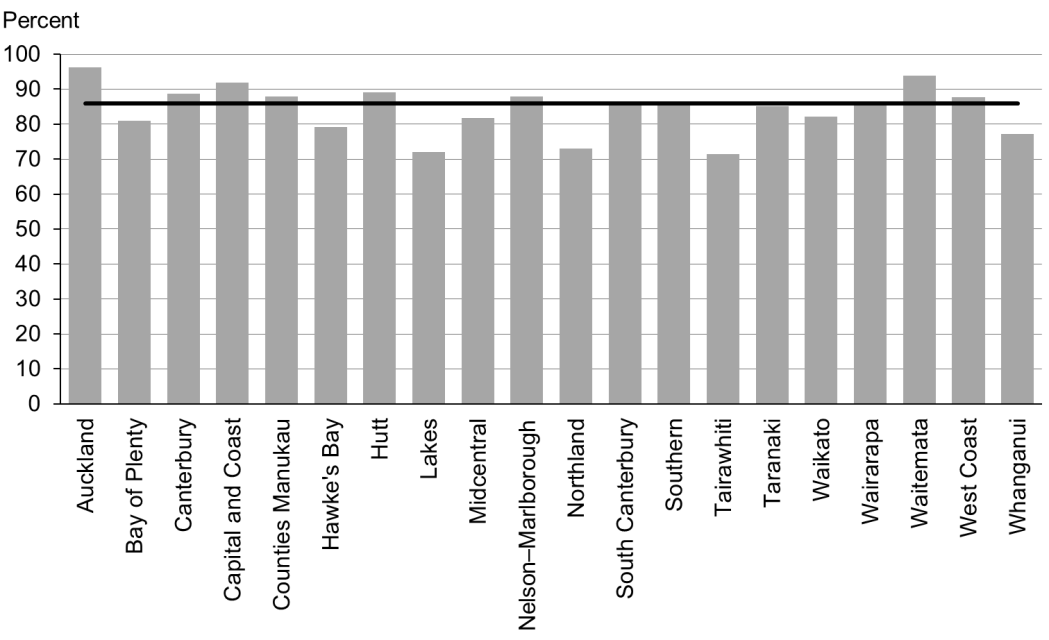 Percent
100
90
80
70
60
50
40
30
20
10
0
Auckland
Bay of Plenty
Canterbury
Capital and Coast
Counties Manukau
Hawke's Bay
Hutt
Lakes
Midcentral
Nelson–Marlborough
Northland
South Canterbury
Southern
Tairawhiti
Taranaki
Waikato
Wairarapa
Waitemata
West Coast
Whanganui